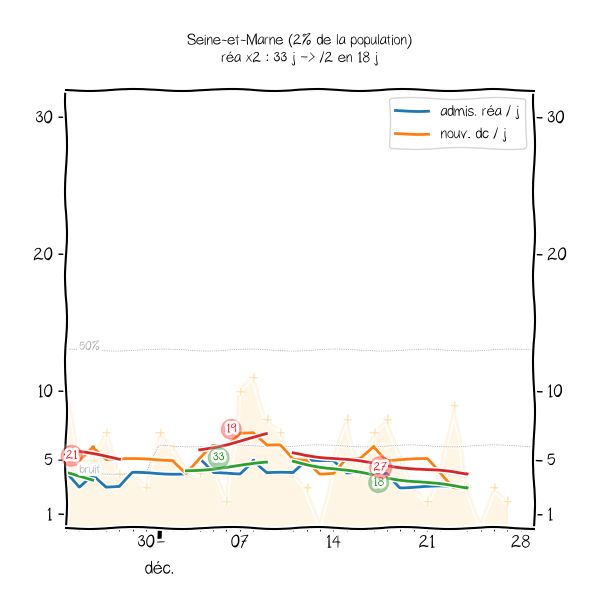 Seine-et-Marne (2% de la population)
réa x2 : 33 j -> /2 en 18 j
admis. réa / j
nouv. dc / j
30 30
20 20
50%
10 10
19
21
33
5 5
bruit
27
18
1 1
30 07 14 21 28
déc.